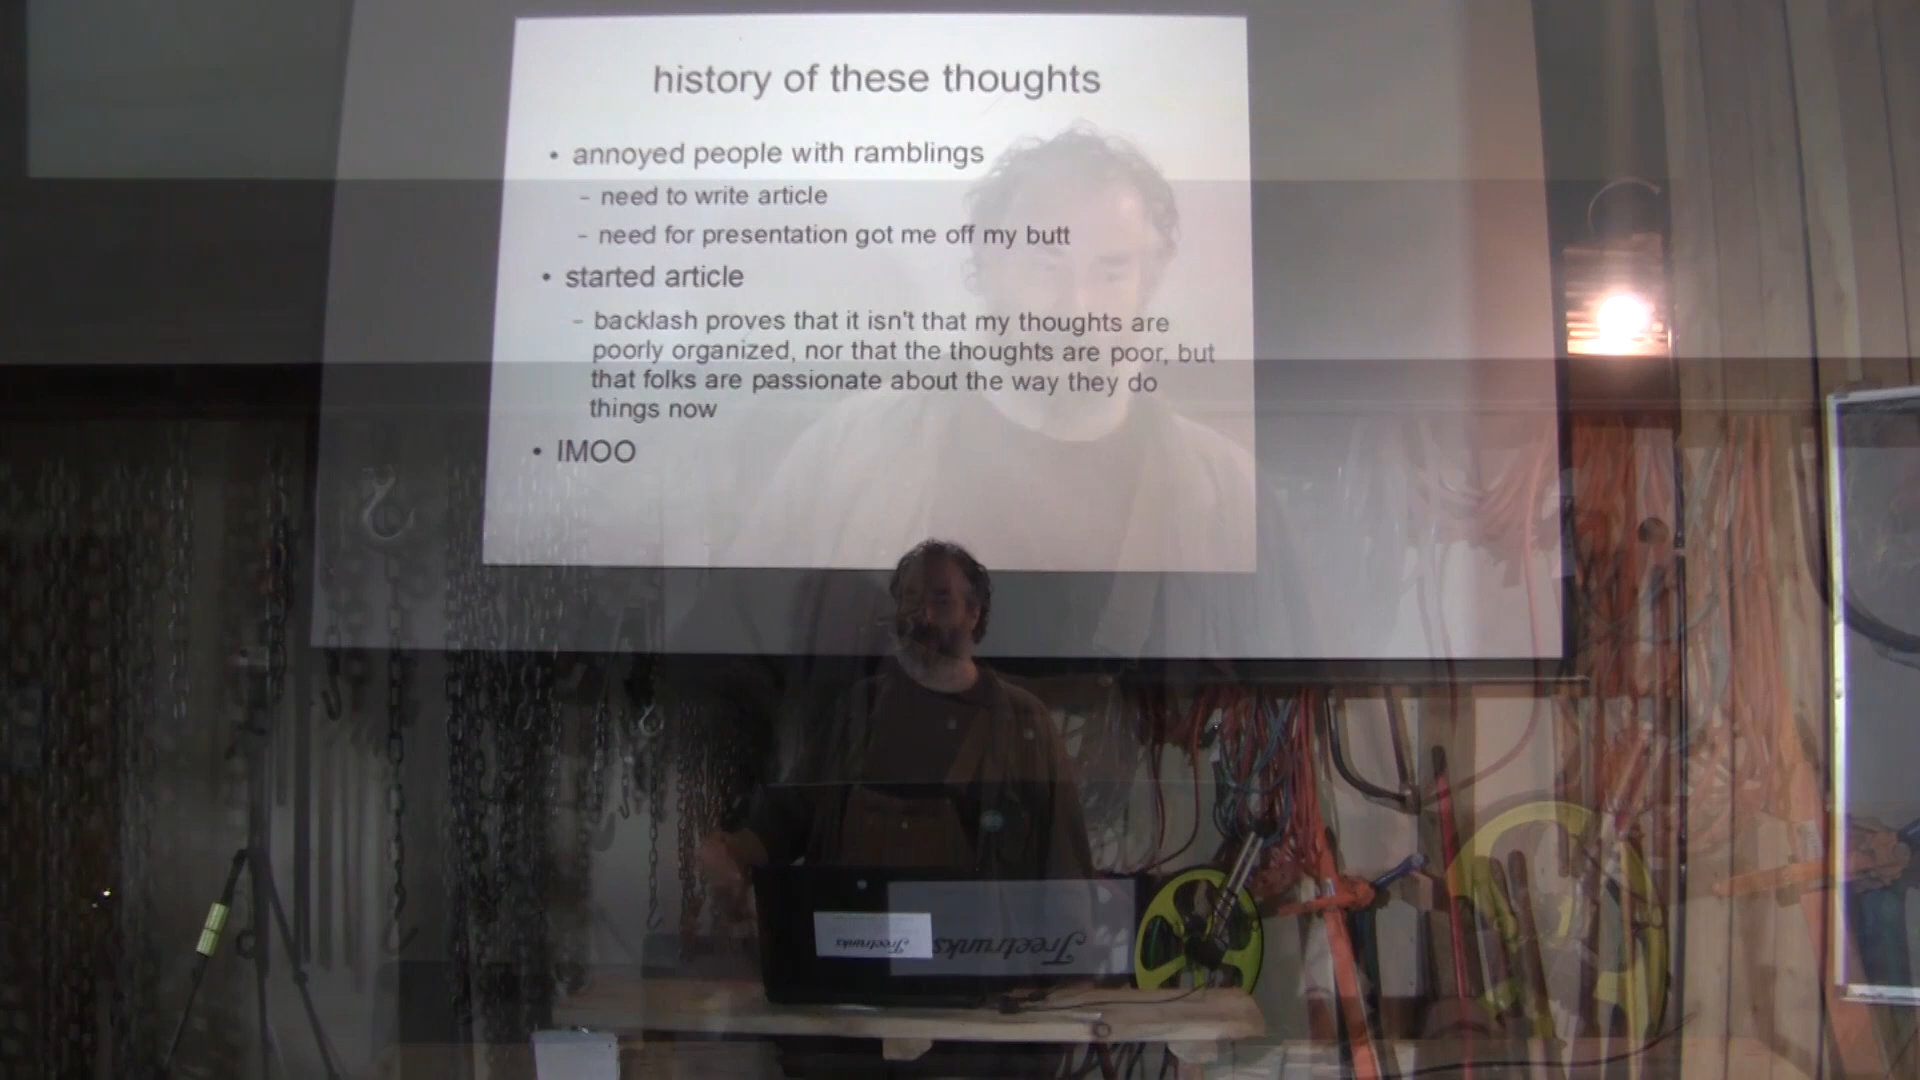 history of these thoughts
• annoyed people with ramblings
– need to write article
– need for presentation got me off my butt
• started article
– backlash proves that it isn't that my thoughts are
poorly organized, nor that the thoughts are poor, but
that folks are passionate about the way they do
things now
• IMOO
Treetrunks
Treetrunks